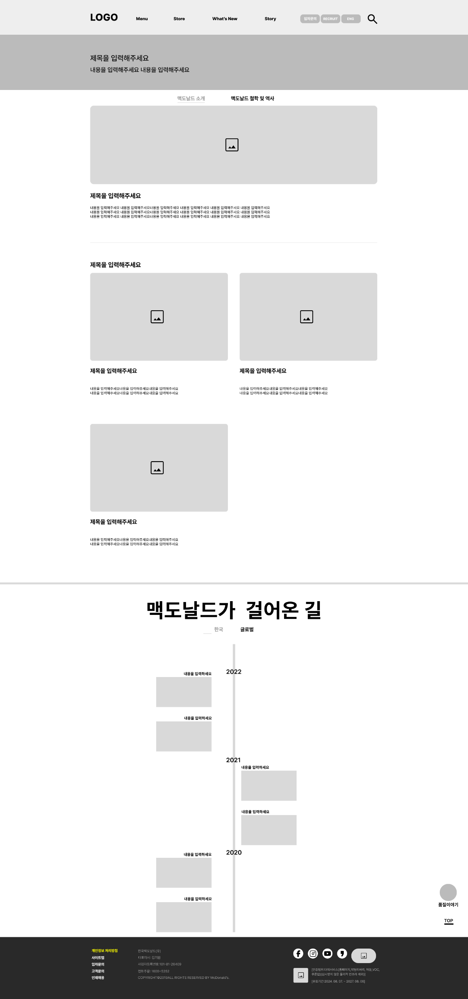 LOGO
Menu
Store
What's New
Story
임차문의
RECRUIT
ENG
제목을 입력해주세요
내용을 입력해주세요 내용을 입력해주세요
맥도날드 소개
맥도날드 철학 및 역사
제목을 입력해주세요
내용을 입력해주세요 내용을 입력해주세요내용을 입력해주세요 내용을 입력해주세요 내용을 입력해주세요 내용을 입력해주세요
내용을 입력해주세요 내용을 입력해주세요내용을 입력해주세요 내용을 입력해주세요 내용을 입력해주세요 내용을 입력해주세요
내용을 입력해주세요 내용을 입력해주세요내용을 입력해주세요 내용을 입력해주세요 내용을 입력해주세요 내용을 입력해주세요
제목을 입력해주세요
제목을 입력해주세요
내용을 입력해주세요내용을 입력해주세요내용을 입력해주세요
내용을 입력해주세요내용을 입력해주세요내용을 입력해주세요
제목을 입력해주세요
내용을 입력해주세요내용을 입력해주세요내용을 입력해주세요
내용을 입력해주세요내용을 입력해주세요내용을 입력해주세요
제목을 입력해주세요
내용을 입력해주세요내용을 입력해주세요내용을 입력해주세요
내용을 입력해주세요내용을 입력해주세요내용을 입력해주세요
맥도날드가 걸어온 길
한국
글로벌
2022
내용을 입력하세요
내용을 입력하세요
2021
내용을 입력하세요
내용을 입력하세요
2020
내용을 입력하세요
내용을 입력하세요
품질이야기
TOP
개인정보 처리방침
사이트맵
임차문의
고객문의
인재채용
한국맥도날드(유)
대표이사: 김기원
사업자등록번호:101-81-26409
전화주문: 1600-5252
COPYRIGHT©2019ALL RIGHTS RESERVED BY McDonald's.
[인증범위:대외서비스(홈페이지,맥딜리버리, 채용,VOC,
쿠폰업)(심사받지 않은 물리적 인프라 제외)]
[유효기간:2024. 08. 07. ~ 2027. 08. 06]